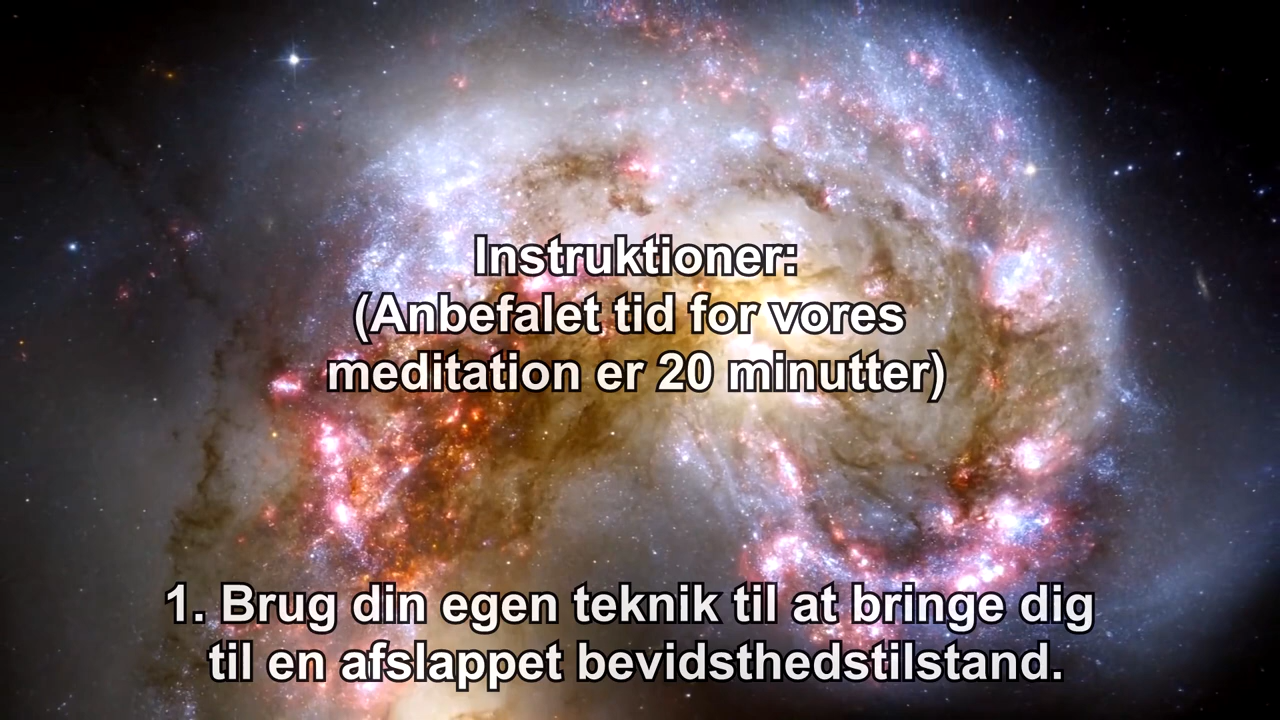 Instruktioner:
(Anbefalet tid for vores
meditation er 20 minutter)
1. Brug din egen teknik til at bringe dig
til en afslappet bevidsthedstilstand.